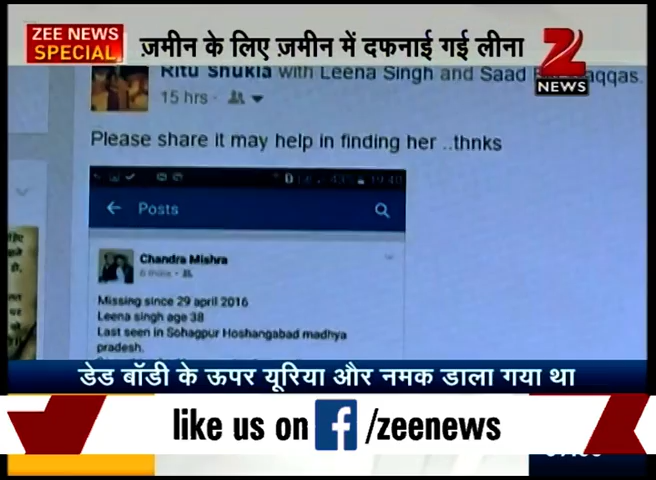 ZEE NEWS
SPECIAL
ज़मीन के लिए ज़मीन में दफनाई गई लीना
Z
NEWS
Ritu Shukla with Leena Singh and Saad
15 hrs ·
Please share it may help in finding her ..thnks
19:40
Posts
Chandra Mishra
Missing since 29 april 2016
Leena singh age 38
Last seen in Sohagpur Hoshangabad madhya
pradesh.
डेड बॉडी के ऊपर यूरिया और नमक डाला गया था
like us on f /zeenews